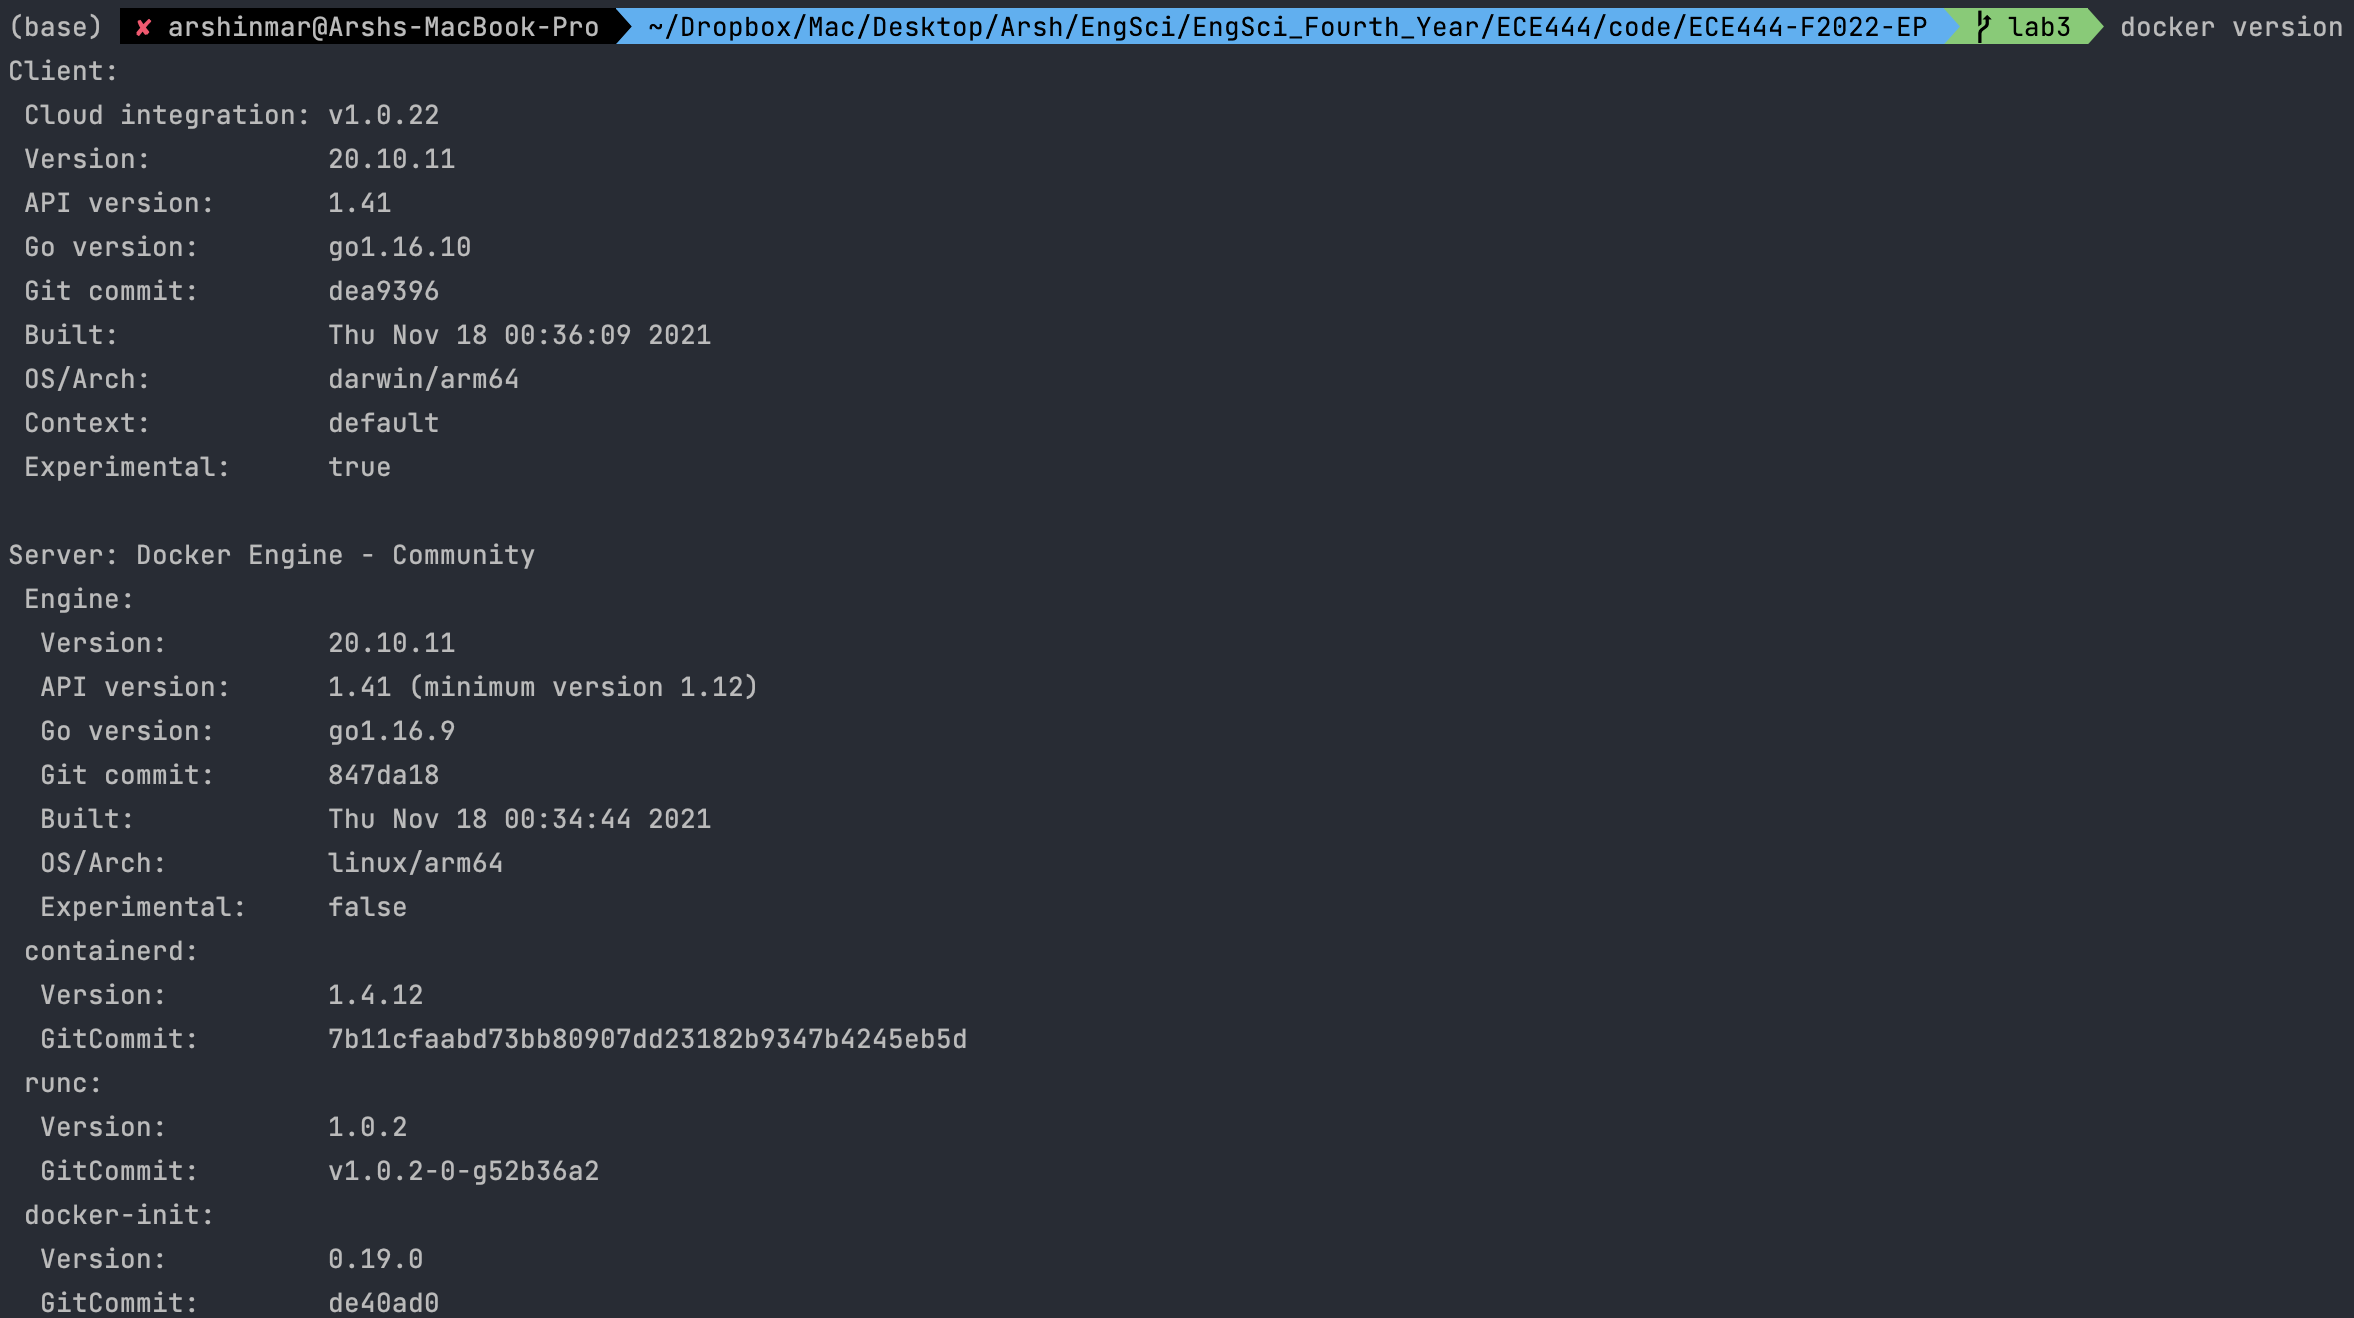 (base) ✘ arshinmar@Arshs-MacBook-Pro ~/Dropbox/Mac/Desktop/Arsh/EngSci/EngSci_Fourth_Year/ECE444/code/ECE444-F2022-EP lab3 docker version
Client:
 Cloud integration: v1.0.22
 Version:           20.10.11
 API version:       1.41
 Go version:        go1.16.10
 Git commit:        dea9396
 Built:             Thu Nov 18 00:36:09 2021
 OS/Arch:           darwin/arm64
 Context:           default
 Experimental:      true

Server: Docker Engine - Community
 Engine:
  Version:          20.10.11
  API version:      1.41 (minimum version 1.12)
  Go version:       go1.16.9
  Git commit:       847da18
  Built:            Thu Nov 18 00:34:44 2021
  OS/Arch:          linux/arm64
  Experimental:     false
 containerd:
  Version:          1.4.12
  GitCommit:        7b11cfaabd73bb80907dd23182b9347b4245eb5d
 runc:
  Version:          1.0.2
  GitCommit:        v1.0.2-0-g52b36a2
 docker-init:
  Version:          0.19.0
  GitCommit:        de40ad0